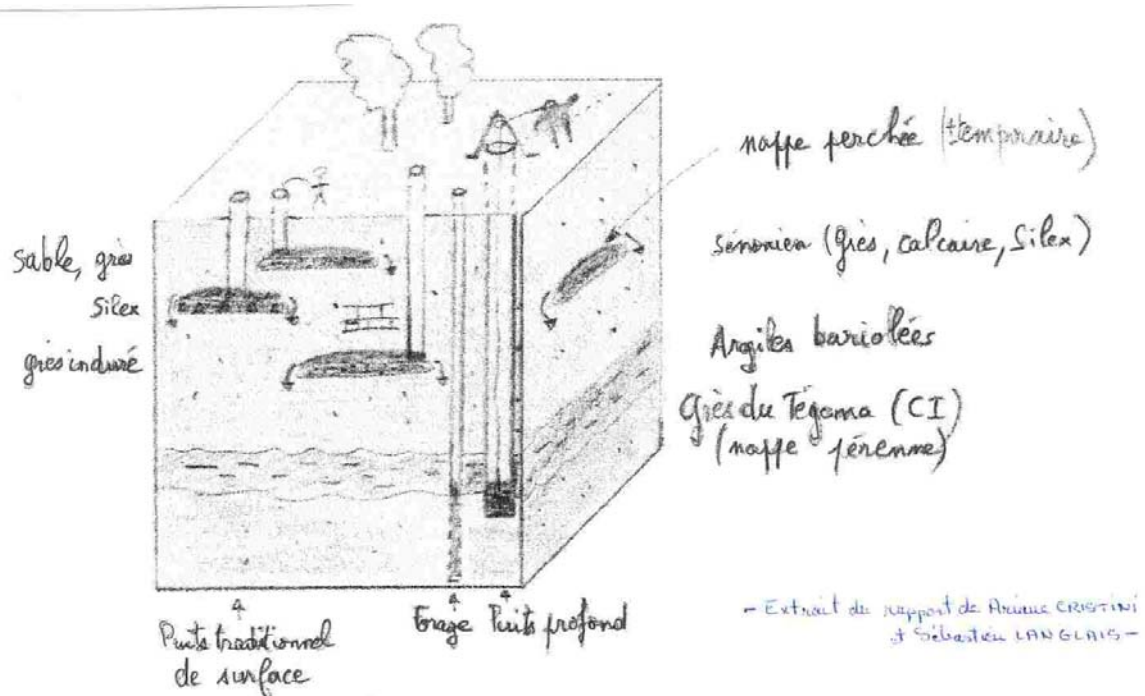 nappe perchée (±temporaire)
Sénonien (Grès, calcaire, Silex)
Sable, grès
Silex
grès induré
Argiles bariolées
Grès du Tégama (CI)
(nappe pérenne)
Puits traditionnel
de surface
Forage
Puits profond
- Extrait du rapport de Ariane CRISTINI
et Sébastien LANGLAIS -